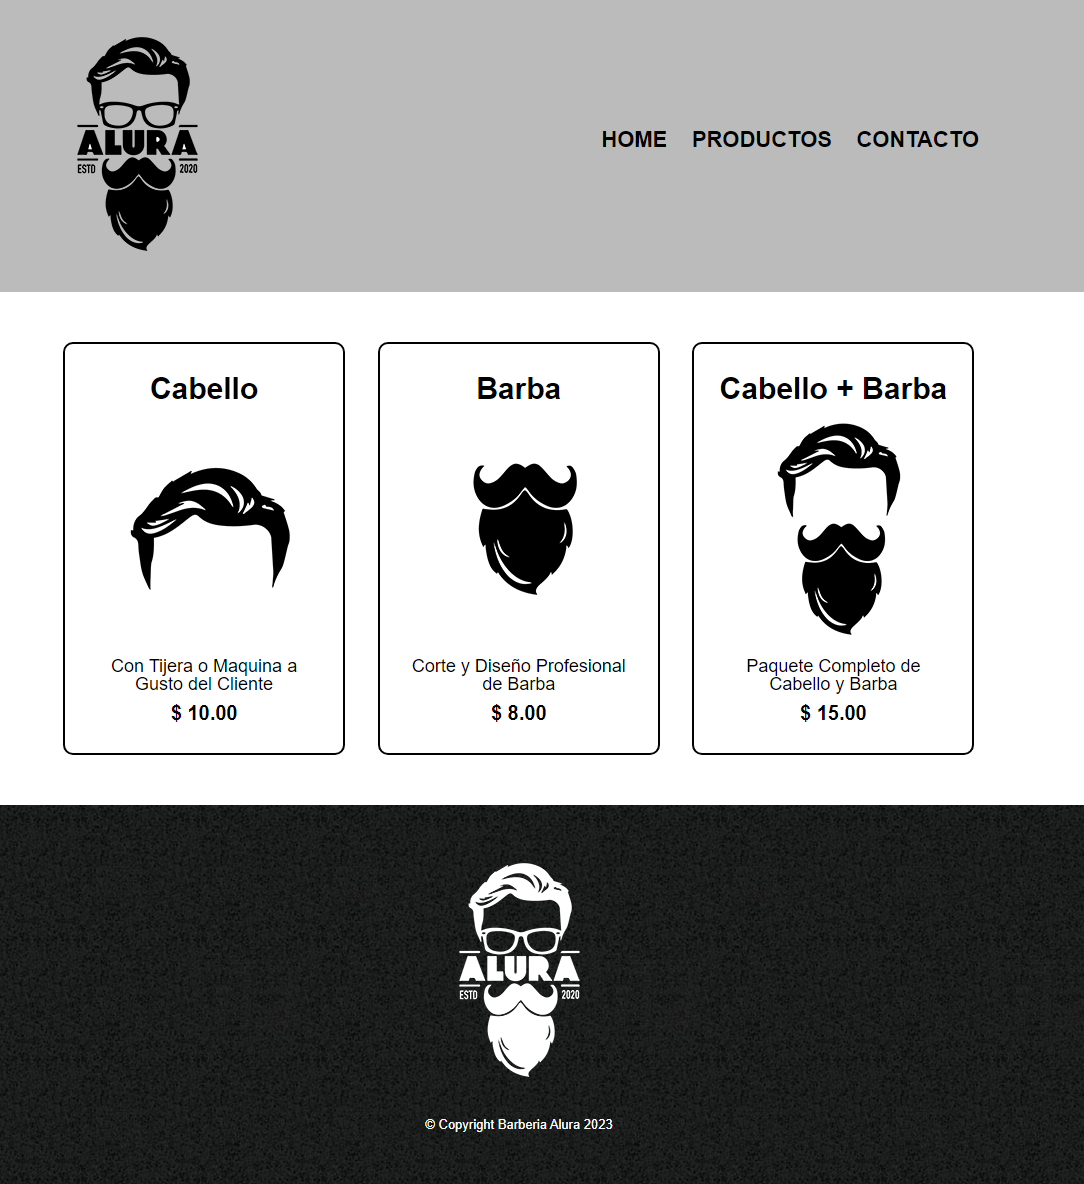 ALURA
ESTD 2020
HOME PRODUCTOS CONTACTO
Cabello
Con Tijera o Maquina a
Gusto del Cliente
$ 10.00
Barba
Corte y Diseño Profesional
de Barba
$ 8.00
Cabello + Barba
Paquete Completo de
Cabello y Barba
$ 15.00
ALURA
ESTD 2020
© Copyright Barberia Alura 2023